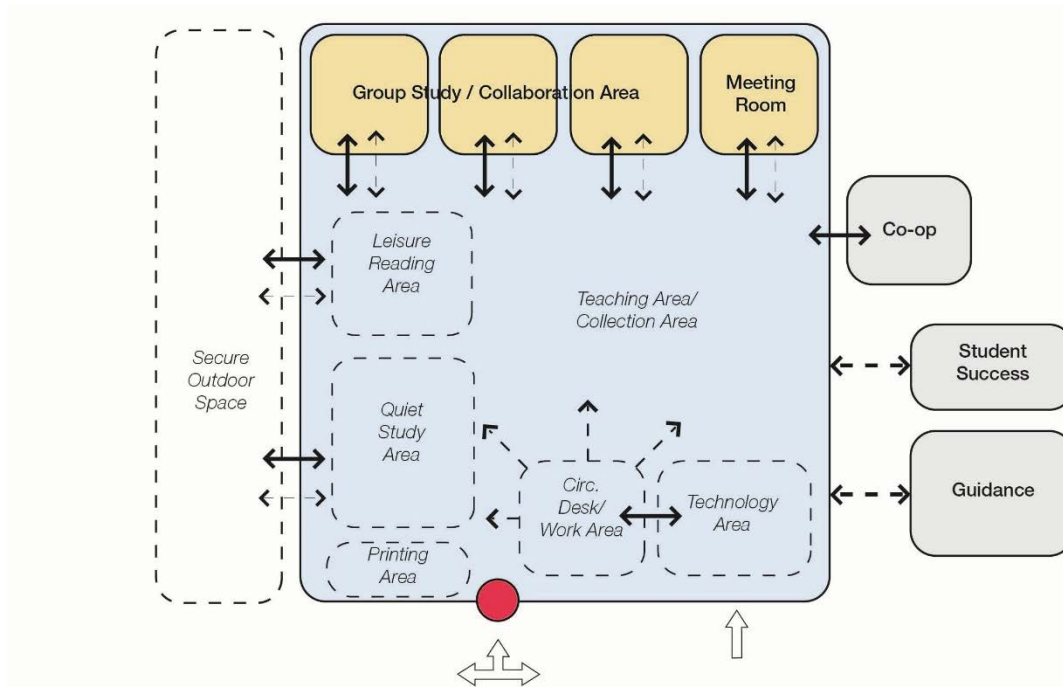 Group Study / Collaboration Area
Meeting
Room
Co-op
Leisure
Reading
Area
Teaching Area/
Collection Area
Secure
Outdoor
Space
Student
Success
Quiet
Study
Area
Circ.
Desk/
Work Area
Technology
Area
Guidance
Printing
Area